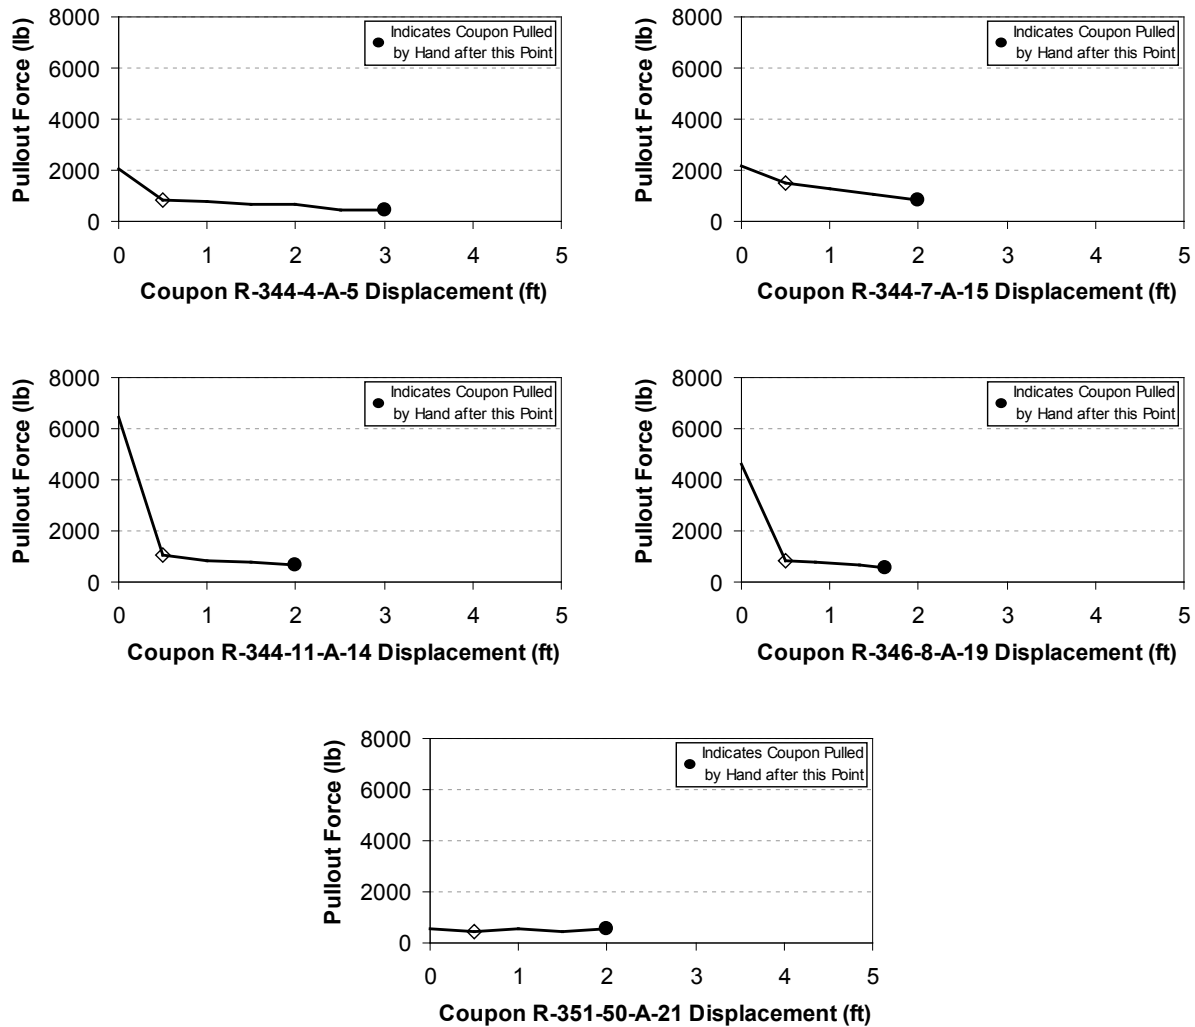 Pullout Force (lb)
8000
6000
4000
2000
0
Indicates Coupon Pulled
by Hand after this Point
0 1 2 3 4 5
Coupon R-344-4-A-5 Displacement (ft)
Pullout Force (lb)
8000
6000
4000
2000
0
Indicates Coupon Pulled
by Hand after this Point
0 1 2 3 4 5
Coupon R-344-7-A-15 Displacement (ft)
Pullout Force (lb)
8000
6000
4000
2000
0
Indicates Coupon Pulled
by Hand after this Point
0 1 2 3 4 5
Coupon R-344-11-A-14 Displacement (ft)
Pullout Force (lb)
8000
6000
4000
2000
0
Indicates Coupon Pulled
by Hand after this Point
0 1 2 3 4 5
Coupon R-346-8-A-19 Displacement (ft)
Pullout Force (lb)
8000
6000
4000
2000
0
Indicates Coupon Pulled
by Hand after this Point
0 1 2 3 4 5
Coupon R-351-50-A-21 Displacement (ft)